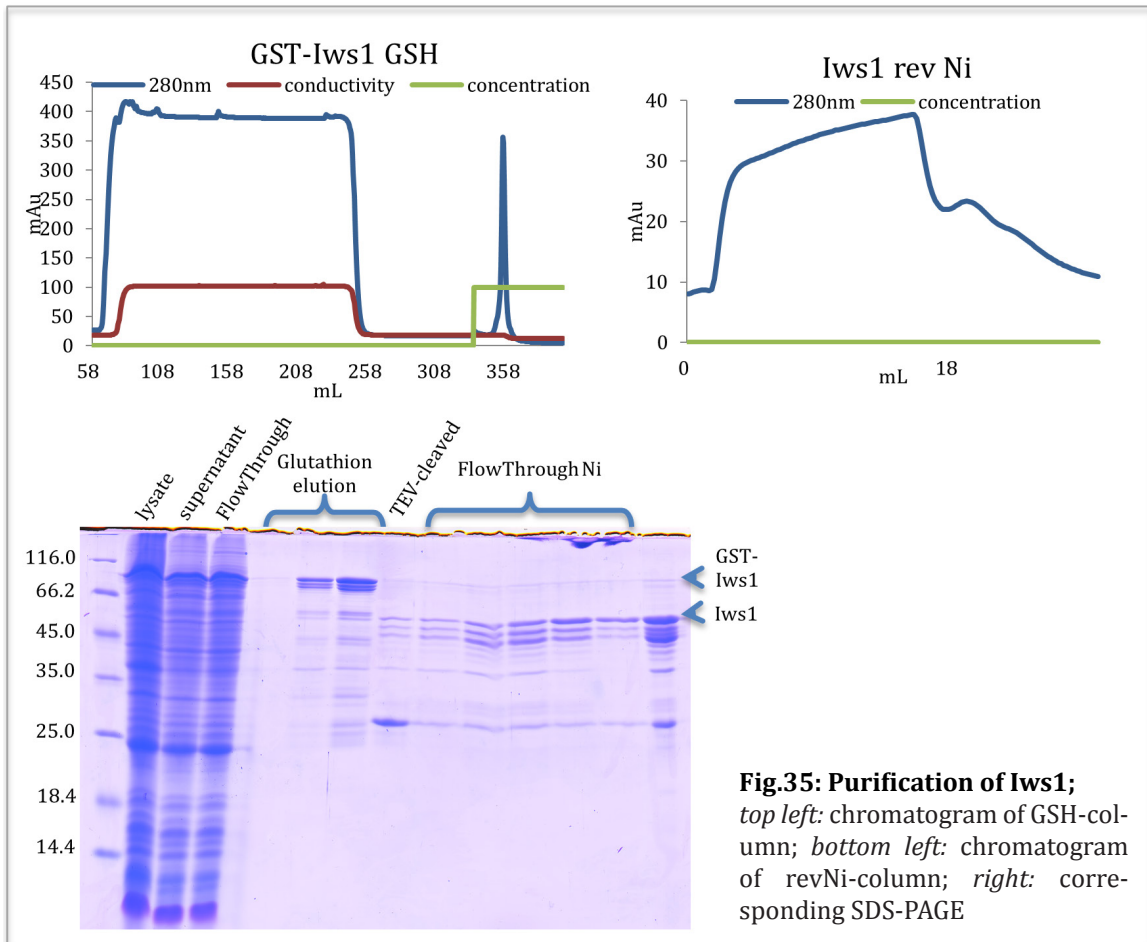 GST-Iws1 GSH
280nm conductivity concentration
450
400
350
300
250
200
150
100
50
0
mAu
58 108 158 208 258 308 358
mL
Iws1 rev Ni
280nm concentration
40
30
20
10
0
mAu
0 18
mL
lysate
supernatant
FlowThrough
Glutathion
elution
TEV-cleaved
FlowThrough Ni
116.0
66.2
45.0
35.0
25.0
18.4
14.4
GST-
Iws1
Iws1
Fig.35: Purification of Iws1;
top left: chromatogram of GSH-col-
umn; bottom left: chromatogram
of revNi-column; right: corre-
sponding SDS-PAGE